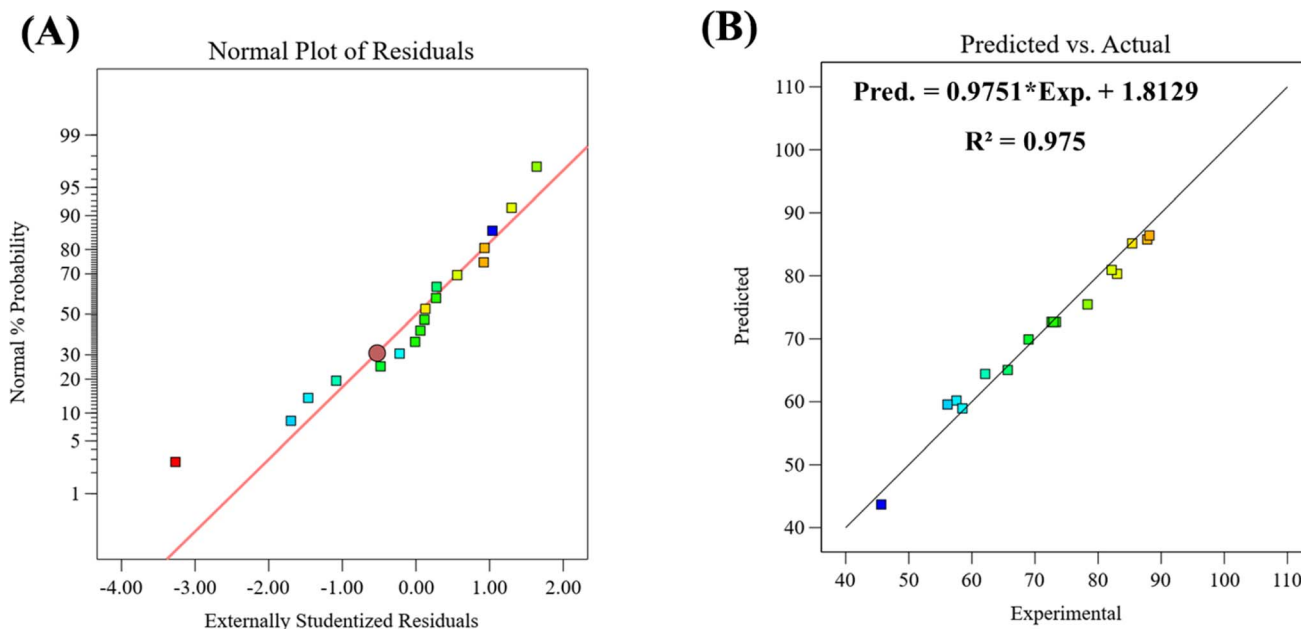 (A)
Normal Plot of Residuals
Normal % Probability
99
95
90
80
70
50
30
20
10
5
1
-4.00 -3.00 -2.00 -1.00 0.00 1.00 2.00
Externally Studentized Residuals
(B)
Predicted vs. Actual
Pred. = 0.9751*Exp. + 1.8129
R² = 0.975
Predicted
110
100
90
80
70
60
50
40
40 50 60 70 80 90 100 110
Experimental